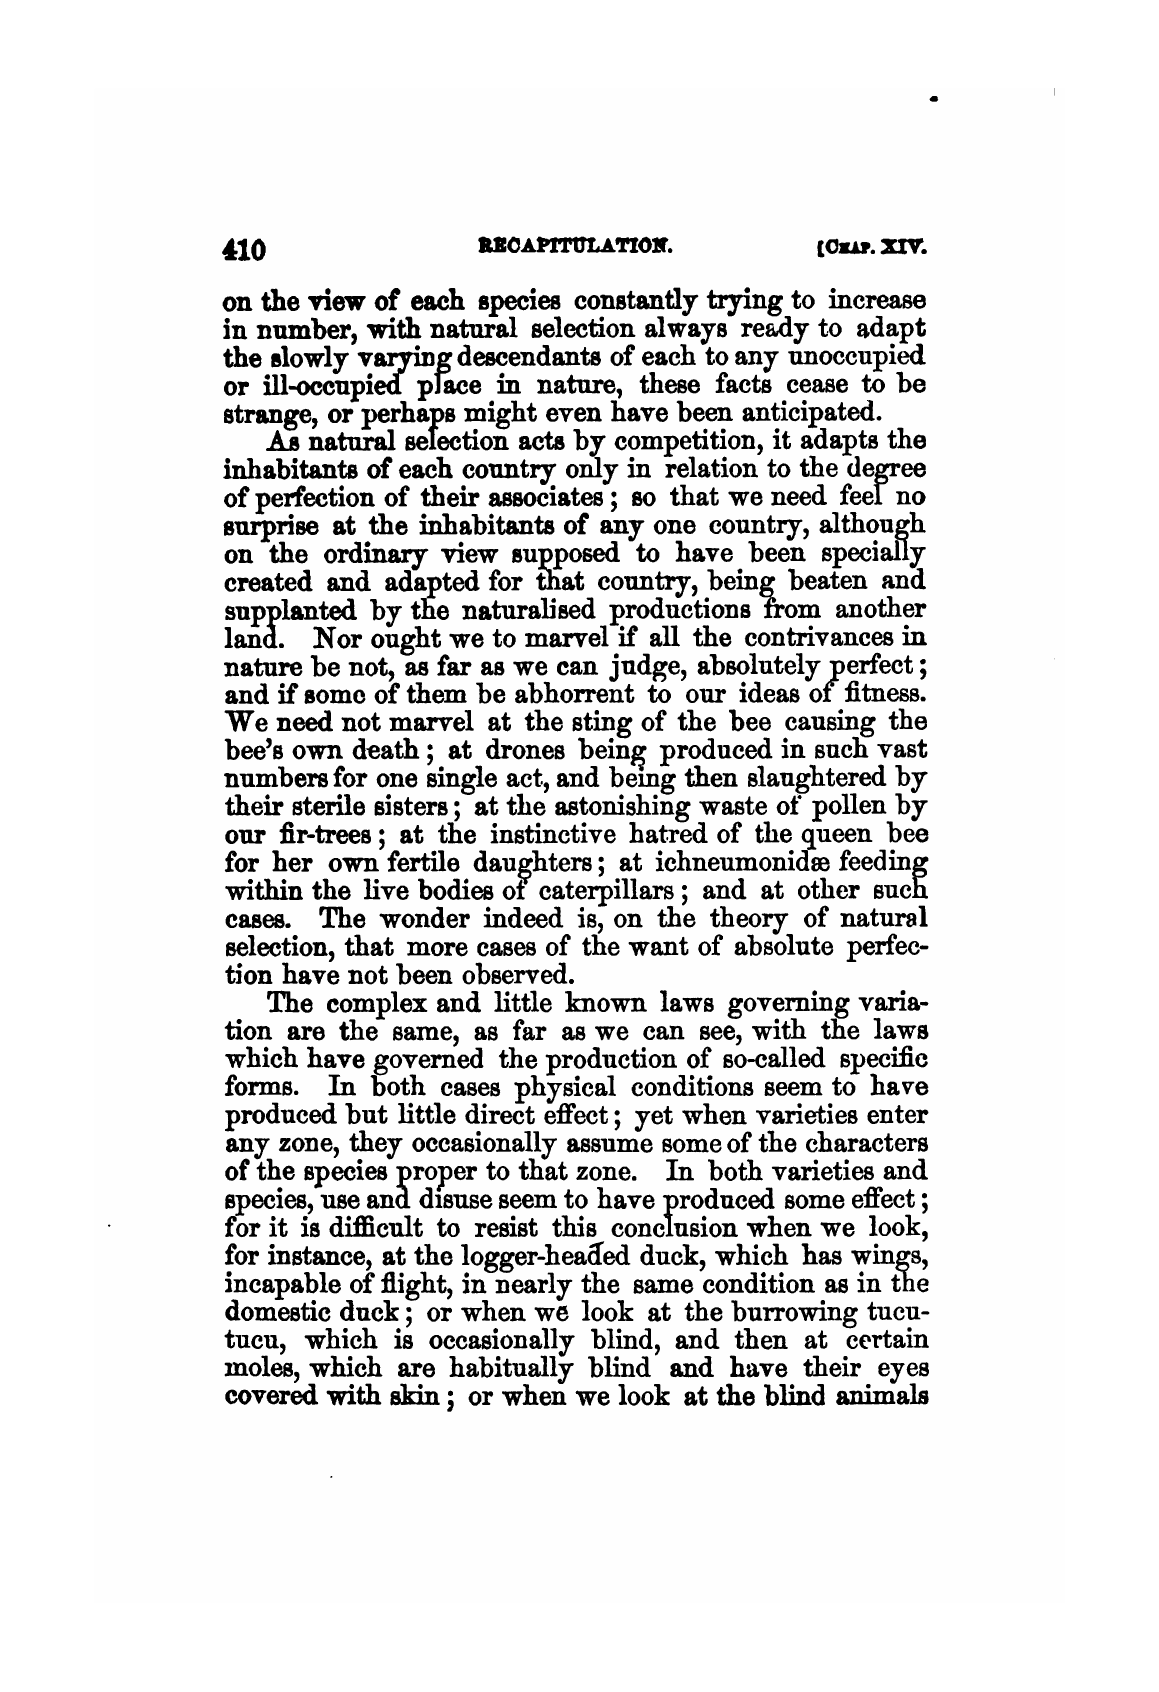 410 RECAPITULATION. [CHAP. XIV.
on the view of each species constantly trying to increase
in number, with natural selection always ready to adapt
the slowly varying descendants of each to any unoccupied
or ill-occupied place in nature, these facts cease to be
strange, or perhaps might even have been anticipated.
As natural selection acts by competition, it adapts the
inhabitants of each country only in relation to the degree
of perfection of their associates; so that we need feel no
surprise at the inhabitants of any one country, although
on the ordinary view supposed to have been specially
created and adapted for that country, being beaten and
supplanted by the naturalised productions from another
land. Nor ought we to marvel if all the contrivances in
nature be not, as far as we can judge, absolutely perfect;
and if some of them be abhorrent to our ideas of fitness.
We need not marvel at the sting of the bee causing the
bee's own death; at drones being produced in such vast
numbers for one single act, and being then slaughtered by
their sterile sisters; at the astonishing waste of pollen by
our fir-trees; at the instinctive hatred of the queen bee
for her own fertile daughters; at ichneumonidæ feeding
within the live bodies of caterpillars; and at other such
cases. The wonder indeed is, on the theory of natural
selection, that more cases of the want of absolute perfec-
tion have not been observed.
The complex and little known laws governing varia-
tion are the same, as far as we can see, with the laws
which have governed the production of so-called specific
forms. In both cases physical conditions seem to have
produced but little direct effect; yet when varieties enter
any zone, they occasionally assume some of the characters
of the species proper to that zone. In both varieties and
species, use and disuse seem to have produced some effect;
for it is difficult to resist this conclusion when we look,
for instance, at the logger-headed duck, which has wings,
incapable of flight, in nearly the same condition as in the
domestic duck; or when we look at the burrowing tucu-
tucu, which is occasionally blind, and then at certain
moles, which are habitually blind and have their eyes
covered with skin; or when we look at the blind animals